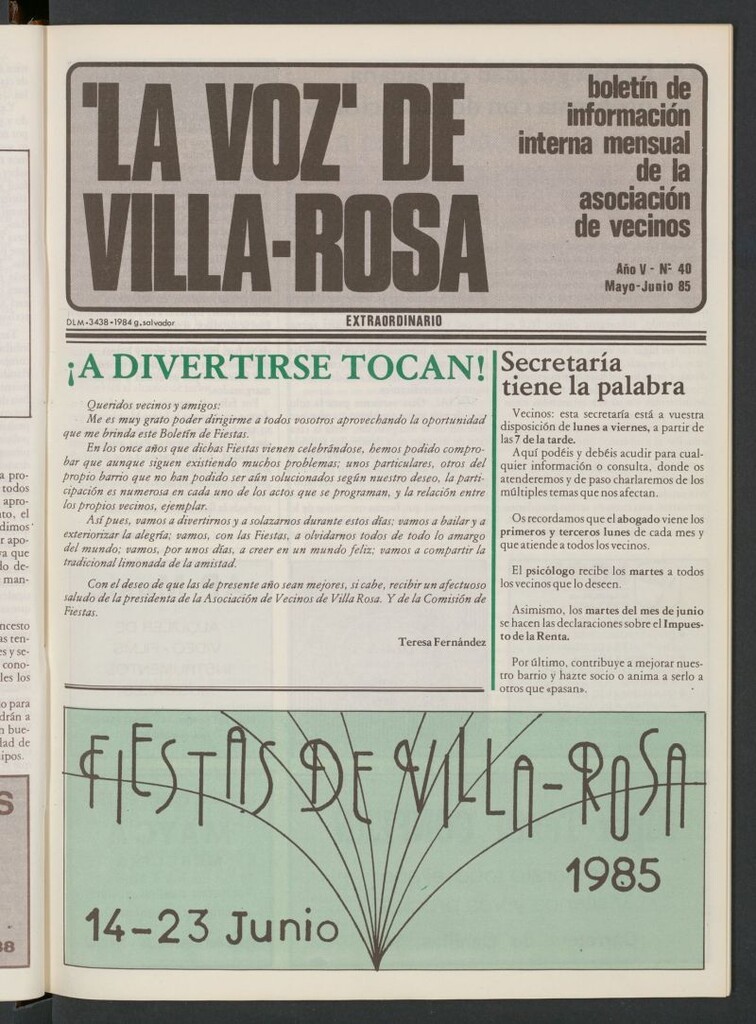 'LA VOZ' DE
VILLA-ROSA
boletín de
información
interna mensual
de la
asociación
de vecinos
Año V - Nº 40
Mayo-Junio 85
DLM-3438-1984 g.salvador
EXTRAORDINARIO
¡A DIVERTIRSE TOCAN!
Queridos vecinos y amigos:
Me es muy grato poder dirigirme a todos vosotros aprovechando la oportunidad
que me brinda este Boletín de Fiestas.
En los once años que dichas Fiestas vienen celebrándose, hemos podido compro-
bar que aunque siguen existiendo muchos problemas; unos particulares, otros del
propio barrio que no han podido ser aún solucionados según nuestro deseo, la parti-
cipación es numerosa en cada uno de los actos que se programan, y la relación entre
los propios vecinos, ejemplar.
Así pues, vamos a divertirnos y a solazarnos durante estos días; vamos a bailar y a
exteriorizar la alegría; vamos, con las Fiestas, a olvidarnos todos de todo lo amargo
del mundo; vamos, por unos días, a creer en un mundo feliz; vamos a compartir la
tradicional limonada de la amistad.
Con el deseo de que las de presente año sean mejores, si cabe, recibir un afectuoso
saludo de la presidenta de la Asociación de Vecinos de Villa Rosa. Y de la Comisión de
Fiestas.
Teresa Fernández
Secretaría
tiene la palabra
Vecinos: esta secretaría está a vuestra
disposición de lunes a viernes, a partir de
las 7 de la tarde.
Aquí podéis y debéis acudir para cual-
quier información o consulta, donde os
atenderemos y de paso charlaremos de los
múltiples temas que nos afectan.
Os recordamos que el abogado viene los
primeros y terceros lunes de cada mes y
que atiende a todos los vecinos.
El psicólogo recibe los martes a todos
los vecinos que lo deseen.
Asimismo, los martes del mes de junio
se hacen las declaraciones sobre el Impues-
to de la Renta.
Por último, contribuye a mejorar nues-
tro barrio y hazte socio o anima a serlo a
otros que «pasan».
FIESTAS DE VILLA-ROSA
1985
14-23 Junio